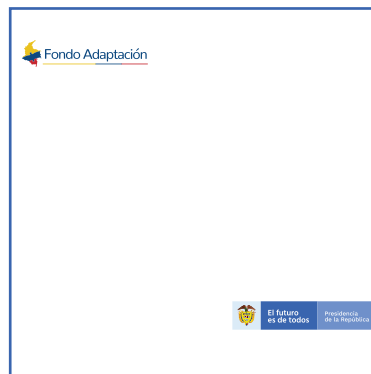 Fondo Adaptación
El futuro
es de todos
Presidencia
de la República